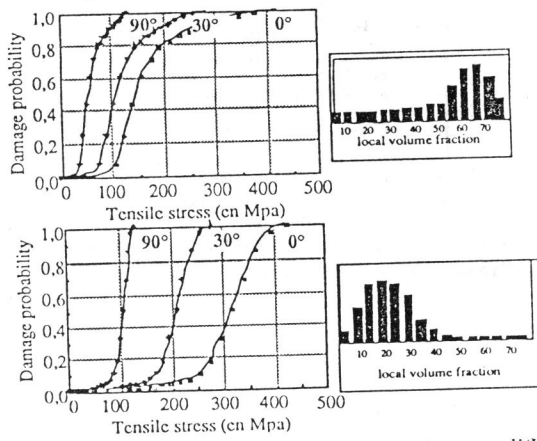 Damage probability
1,0
0,8
0,6
0,4
0,2
0,0
90° 30° 0°
0 100 200 300 400 500
Tensile stress (en Mpa)
10 20 30 40 50 60 70
local volume fraction
Damage probability
1,0
0,8
0,6
0,4
0,2
0,0
90° 30° 0°
0 100 200 300 400 500
Tensile stress (en Mpa)
10 20 30 40 50 60 70
local volume fraction